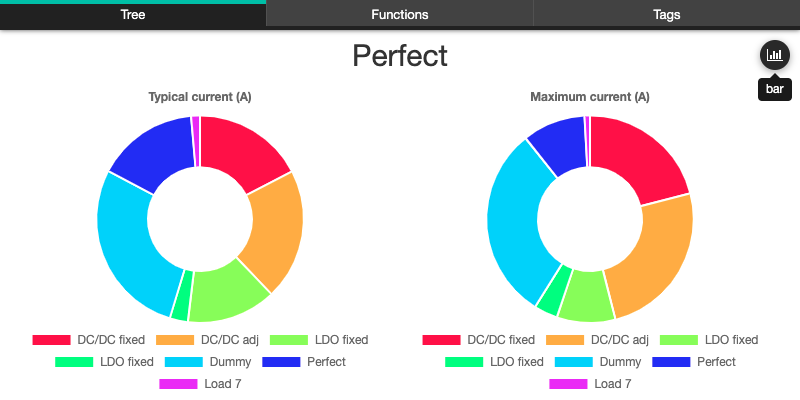 Tree Functions Tags
Perfect
bar
Typical current (A)
DC/DC fixed DC/DC adj LDO fixed
LDO fixed Dummy Perfect
Load 7
Maximum current (A)
DC/DC fixed DC/DC adj LDO fixed
LDO fixed Dummy Perfect
Load 7